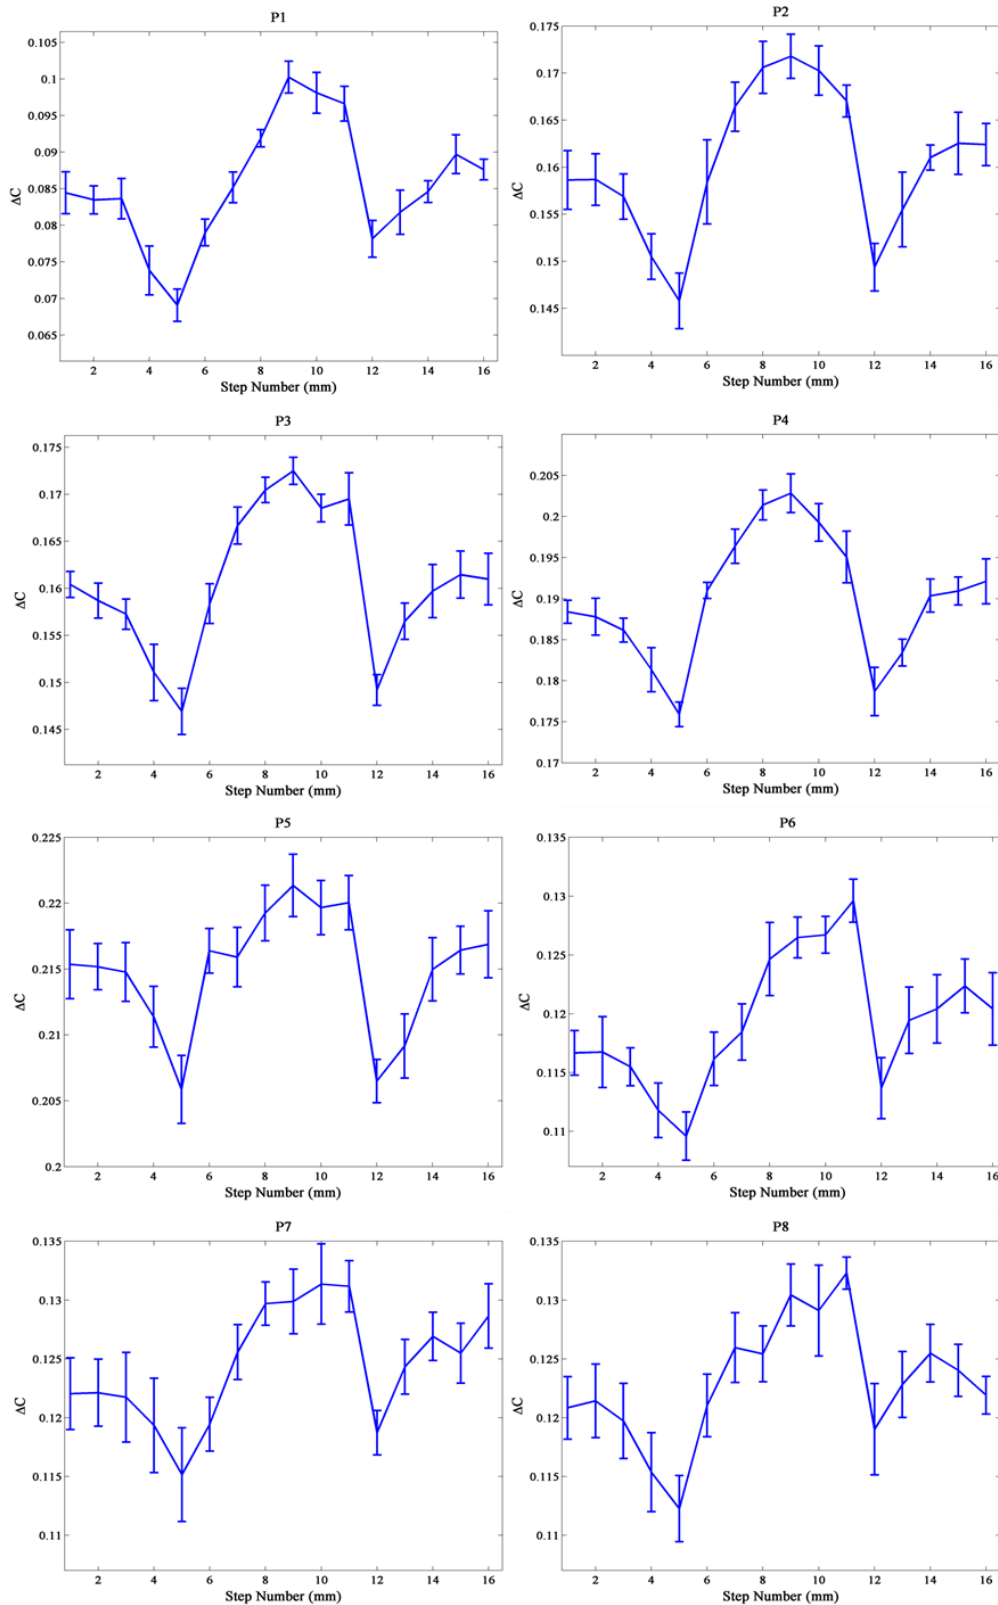 P1
0.105
0.1
0.095
0.09
0.085
0.08
0.075
0.07
0.065
ΔC
2 4 6 8 10 12 14 16
Step Number (mm)
P2
0.175
0.17
0.165
0.16
0.155
0.15
0.145
ΔC
2 4 6 8 10 12 14 16
Step Number (mm)
P3
0.175
0.17
0.165
0.16
0.155
0.15
0.145
ΔC
2 4 6 8 10 12 14 16
Step Number (mm)
P4
0.205
0.2
0.195
0.19
0.185
0.18
0.175
0.17
ΔC
2 4 6 8 10 12 14 16
Step Number (mm)
P5
0.225
0.22
0.215
0.21
0.205
0.2
ΔC
2 4 6 8 10 12 14 16
Step Number (mm)
P6
0.135
0.13
0.125
0.12
0.115
0.11
ΔC
2 4 6 8 10 12 14 16
Step Number (mm)
P7
0.135
0.13
0.125
0.12
0.115
0.11
ΔC
2 4 6 8 10 12 14 16
Step Number (mm)
P8
0.135
0.13
0.125
0.12
0.115
0.11
ΔC
2 4 6 8 10 12 14 16
Step Number (mm)